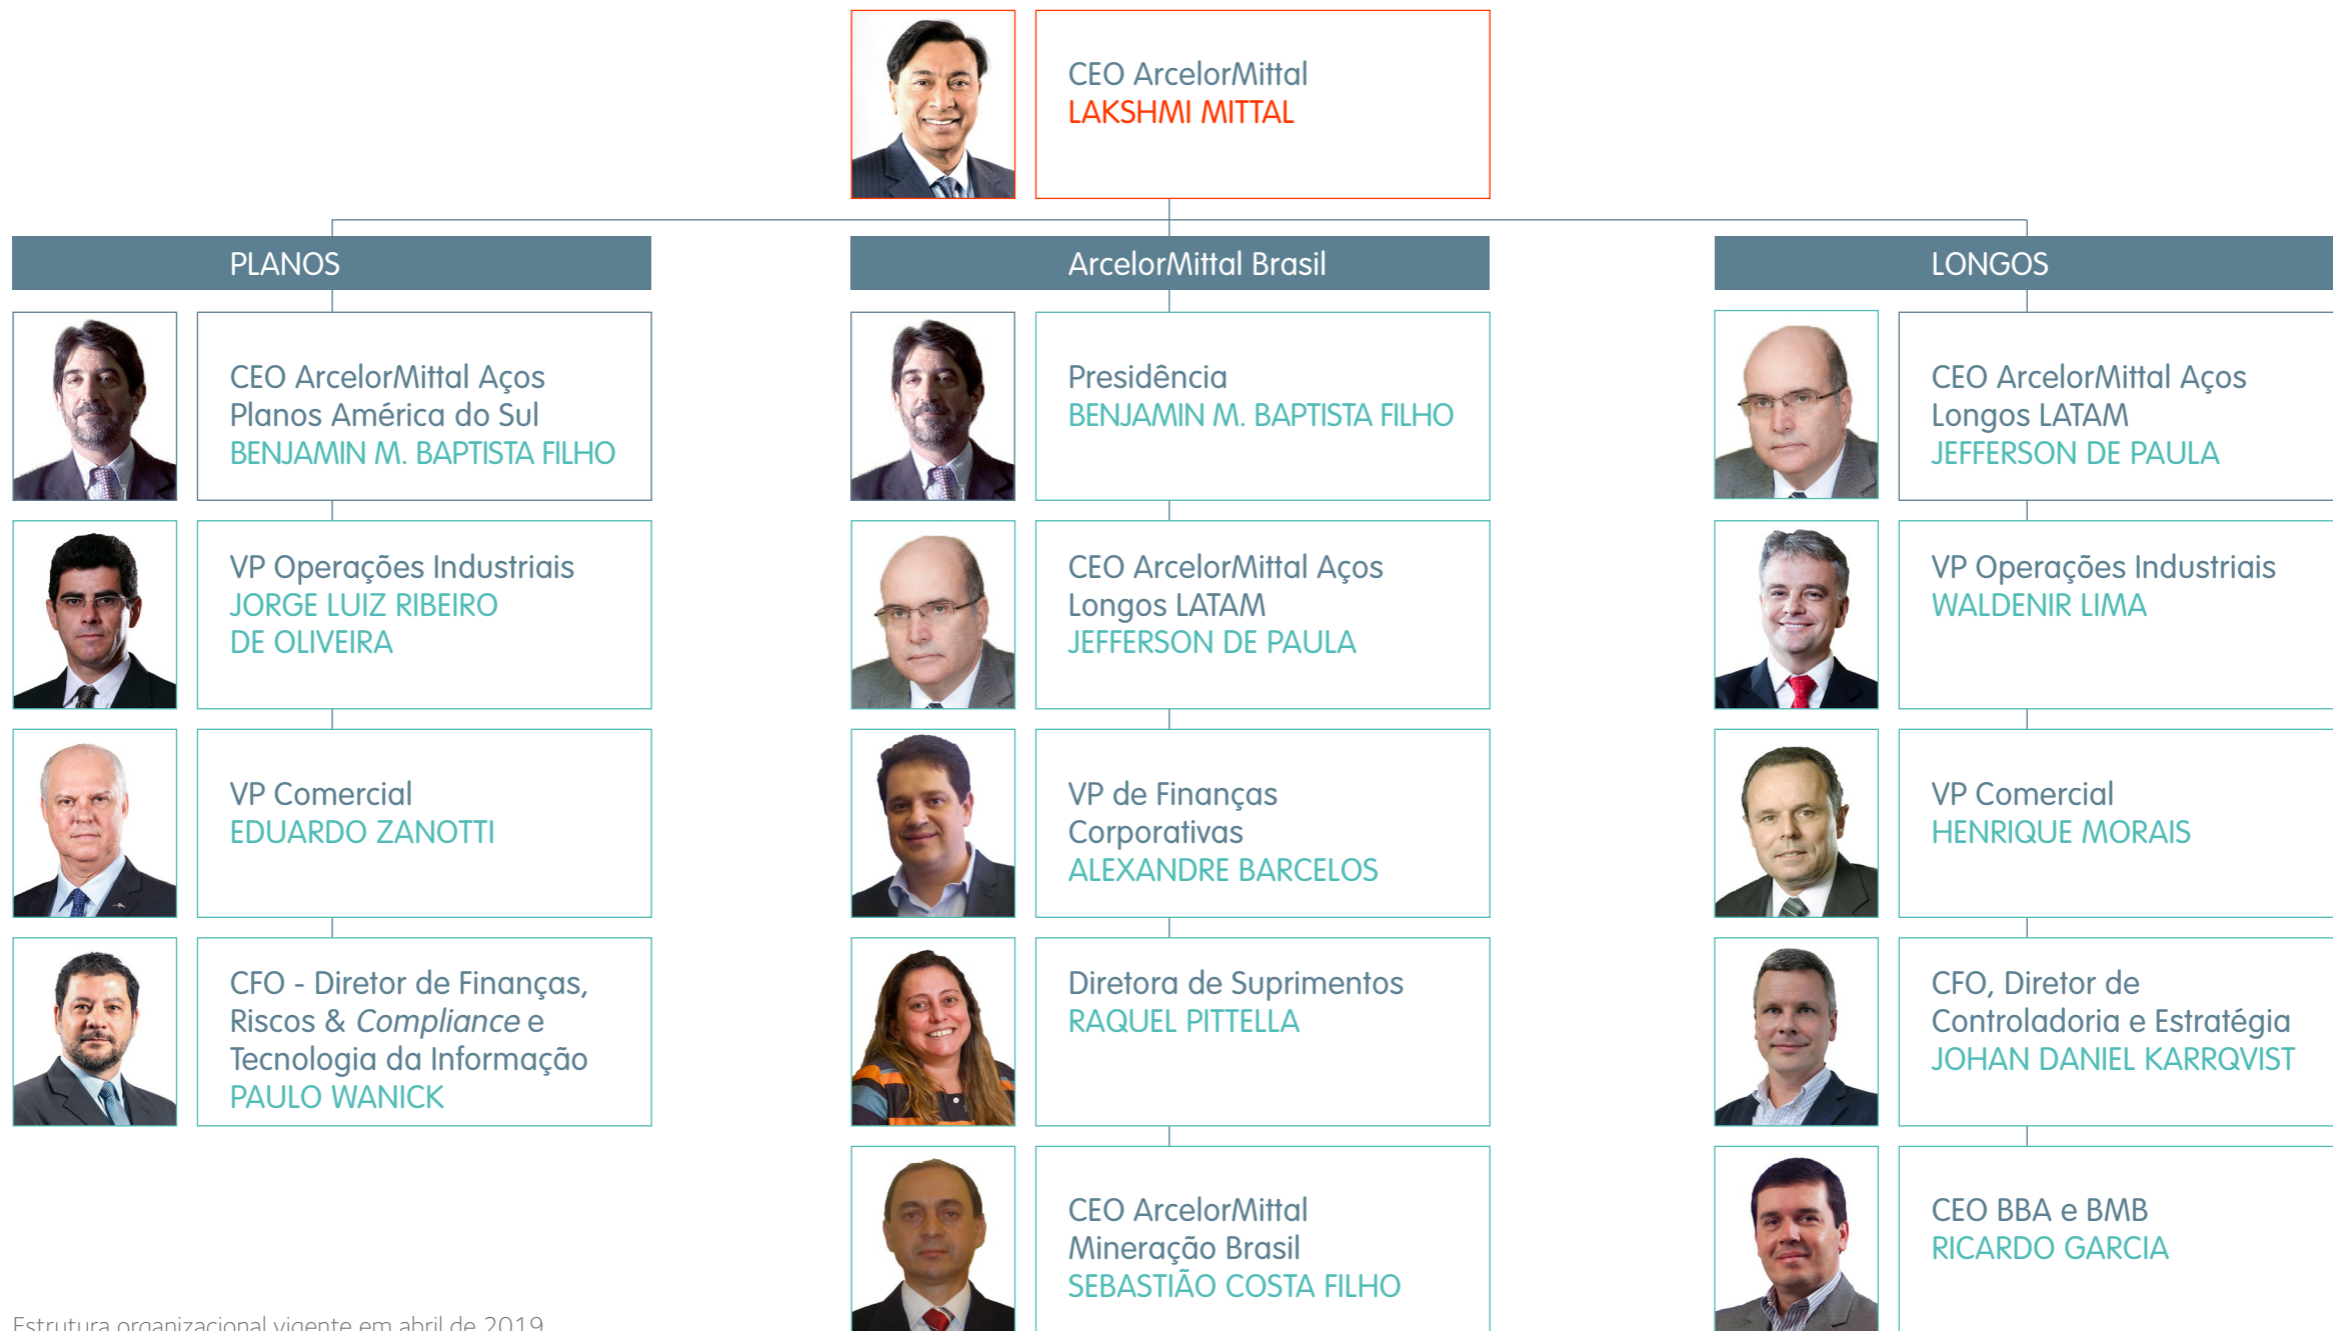 CEO ArcelorMittal
LAKSHMI MITTAL
PLANOS
CEO ArcelorMittal Aços
Planos América do Sul
BENJAMIN M. BAPTISTA FILHO
VP Operações Industriais
JORGE LUIZ RIBEIRO
DE OLIVEIRA
VP Comercial
EDUARDO ZANOTTI
CFO - Diretor de Finanças,
Riscos & Compliance e
Tecnologia da Informação
PAULO WANICK
ArcelorMittal Brasil
Presidência
BENJAMIN M. BAPTISTA FILHO
CEO ArcelorMittal Aços
Longos LATAM
JEFFERSON DE PAULA
VP de Finanças
Corporativas
ALEXANDRE BARCELOS
Diretora de Suprimentos
RAQUEL PITTELLA
CEO ArcelorMittal
Mineração Brasil
SEBASTIÃO COSTA FILHO
LONGOS
CEO ArcelorMittal Aços
Longos LATAM
JEFFERSON DE PAULA
VP Operações Industriais
WALDENIR LIMA
VP Comercial
HENRIQUE MORAIS
CFO, Diretor de
Controladoria e Estratégia
JOHAN DANIEL KARRQVIST
CEO BBA e BMB
RICARDO GARCIA
Estrutura organizacional vigente em abril de 2019